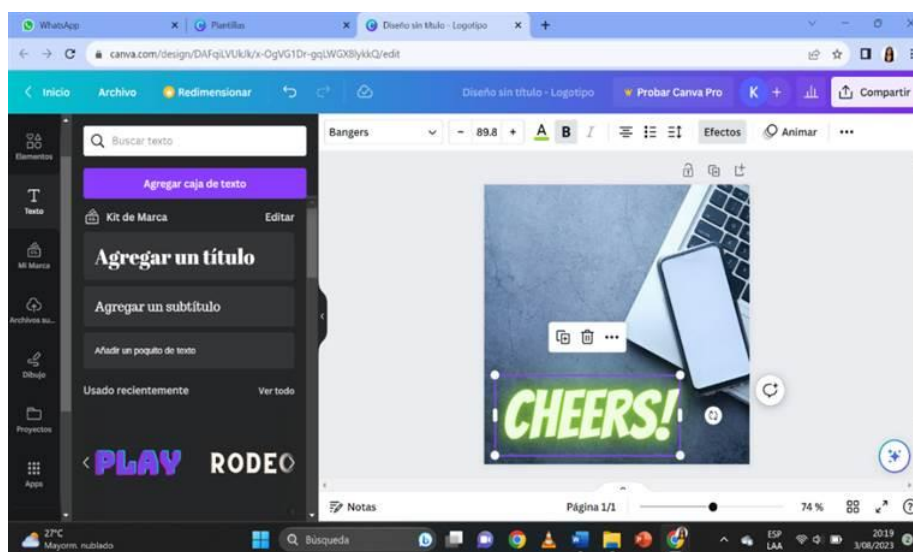 WhatsApp
Plantillas
Diseño sin título - Logotipo
canva.com/design/DAFqiLVUkJk/x-OgVG1Dr-gqLWGX8lykkQ/edit
Inicio
Archivo
Redimensionar
Diseño sin título - Logotipo
Probar Canva Pro
K
Compartir
Elementos
Texto
Mi Marca
Archivos su...
Dibujo
Proyectos
Apps
Buscar texto
Agregar caja de texto
Kit de Marca
Editar
Agregar un título
Agregar un subtítulo
Añadir un poquito de texto
Usado recientemente
Ver todo
PLAY
RODEO
Bangers
- 89.8 +
A B I
Efectos
Animar
CHEERS!
Notas
Página 1/1
74 %
27°C
Mayorm. nublado
Búsqueda
ESP
LAA
20:19
3/08/2023